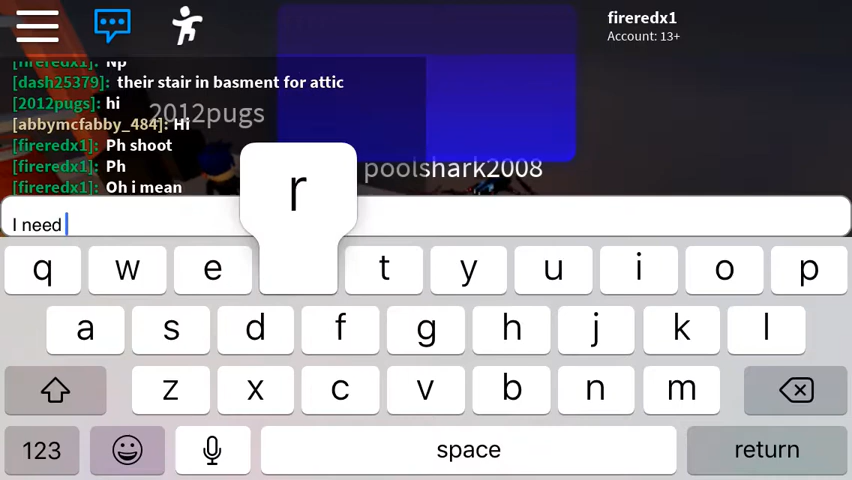 fireredx1
Account: 13+
[fireredx1]: Np
[dash25379]: their stair in basment for attic
[2012pugs]: hi
2012pugs
[abbymcfabby_484]: Hi
[fireredx1]: Ph shoot
[fireredx1]: Ph
poolshark2008
[fireredx1]: Oh i mean
r
I need
q w e t y u i o p
a s d f g h j k l
z x c v b n m
123 space return